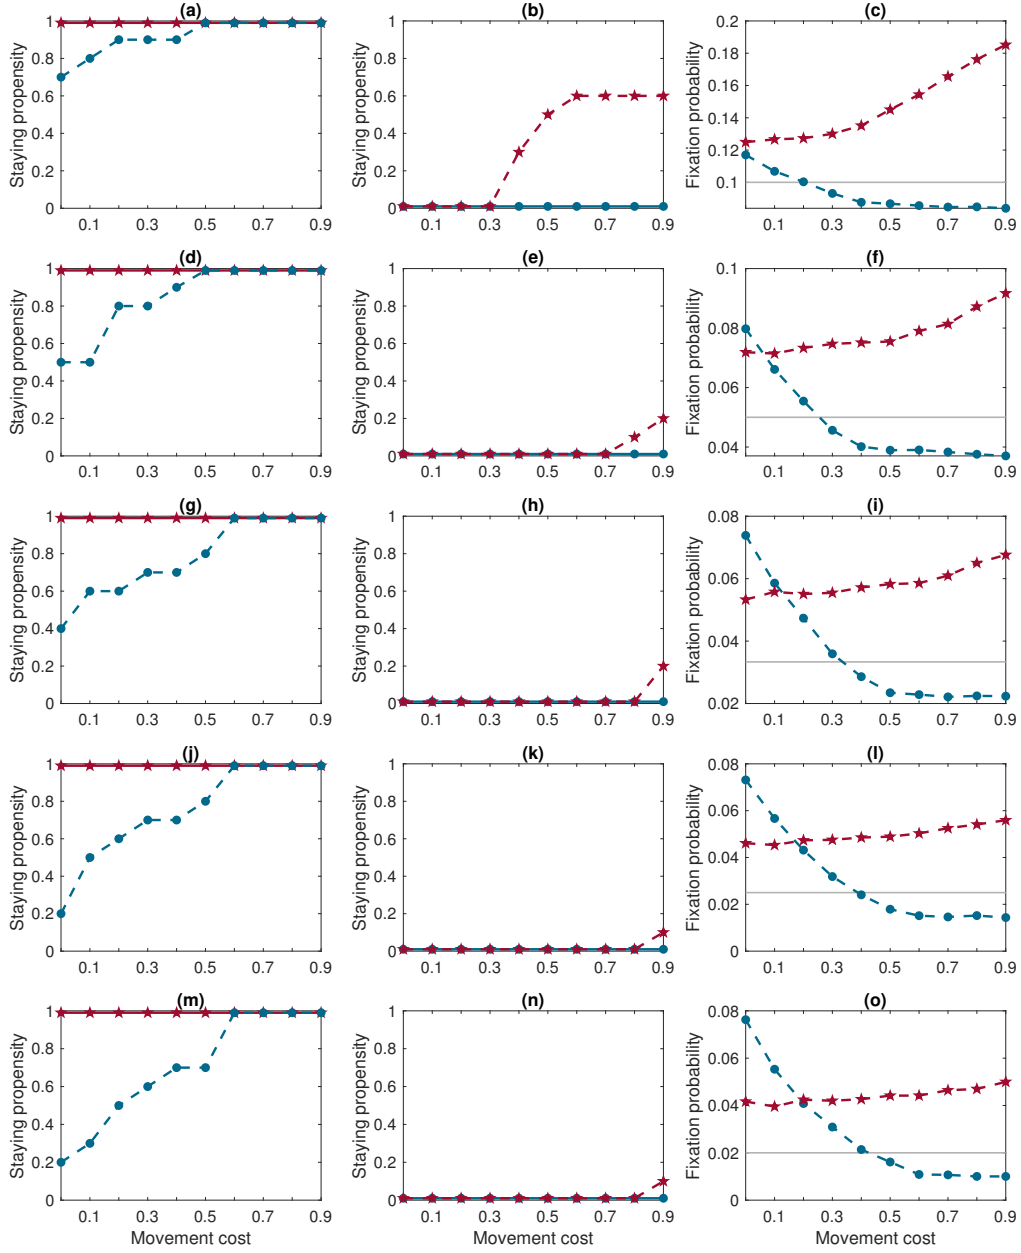 (a) (b) (c)
Staying propensity
1
0.8
0.6
0.4
0.2
0
0.1 0.3 0.5 0.7 0.9
Staying propensity
1
0.8
0.6
0.4
0.2
0
0.1 0.3 0.5 0.7 0.9
Fixation probability
0.2
0.18
0.16
0.14
0.12
0.1
0.1 0.3 0.5 0.7 0.9
(d) (e) (f)
Staying propensity
1
0.8
0.6
0.4
0.2
0
0.1 0.3 0.5 0.7 0.9
Staying propensity
1
0.8
0.6
0.4
0.2
0
0.1 0.3 0.5 0.7 0.9
Fixation probability
0.1
0.08
0.06
0.04
0.1 0.3 0.5 0.7 0.9
(g) (h) (i)
Staying propensity
1
0.8
0.6
0.4
0.2
0
0.1 0.3 0.5 0.7 0.9
Staying propensity
1
0.8
0.6
0.4
0.2
0
0.1 0.3 0.5 0.7 0.9
Fixation probability
0.08
0.06
0.04
0.02
0.1 0.3 0.5 0.7 0.9
(j) (k) (l)
Staying propensity
1
0.8
0.6
0.4
0.2
0
0.1 0.3 0.5 0.7 0.9
Staying propensity
1
0.8
0.6
0.4
0.2
0
0.1 0.3 0.5 0.7 0.9
Fixation probability
0.08
0.06
0.04
0.02
0
0.1 0.3 0.5 0.7 0.9
(m) (n) (o)
Staying propensity
1
0.8
0.6
0.4
0.2
0
0.1 0.3 0.5 0.7 0.9
Movement cost
Staying propensity
1
0.8
0.6
0.4
0.2
0
0.1 0.3 0.5 0.7 0.9
Movement cost
Fixation probability
0.08
0.06
0.04
0.02
0
0.1 0.3 0.5 0.7 0.9
Movement cost